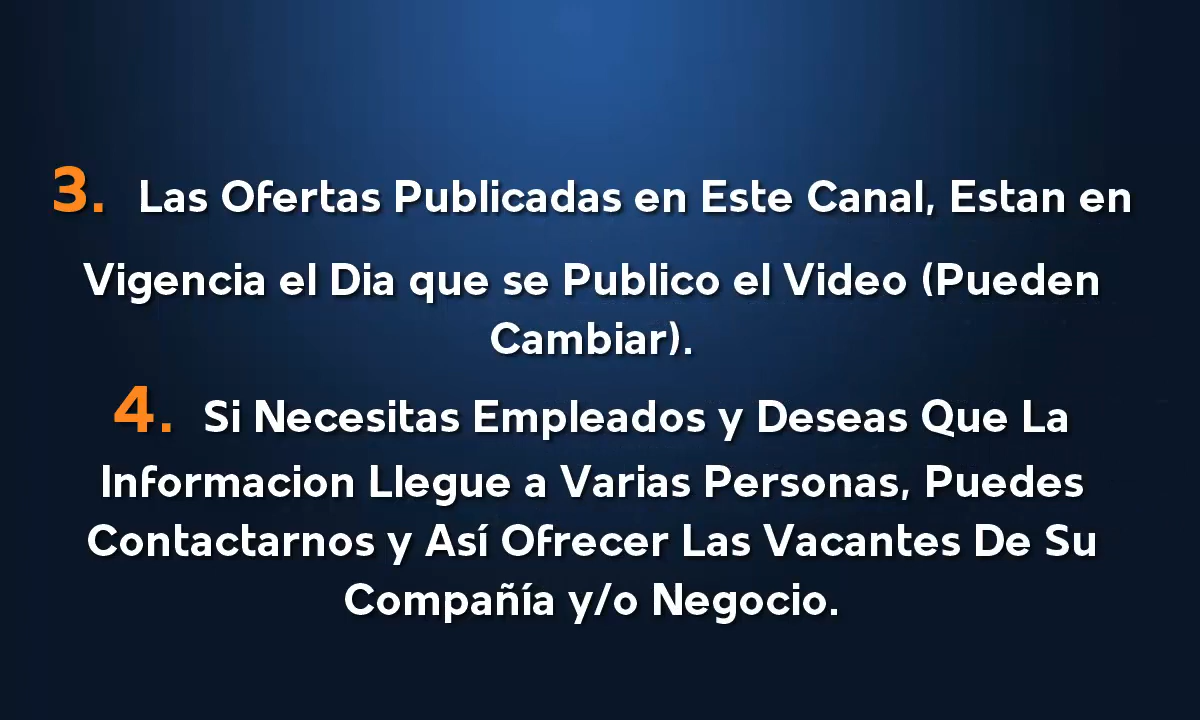 3. Las Ofertas Publicadas en Este Canal, Estan en
Vigencia el Dia que se Publico el Video (Pueden
Cambiar).
4. Si Necesitas Empleados y Deseas Que La
Informacion Llegue a Varias Personas, Puedes
Contactarnos y Así Ofrecer Las Vacantes De Su
Compañía y/o Negocio.